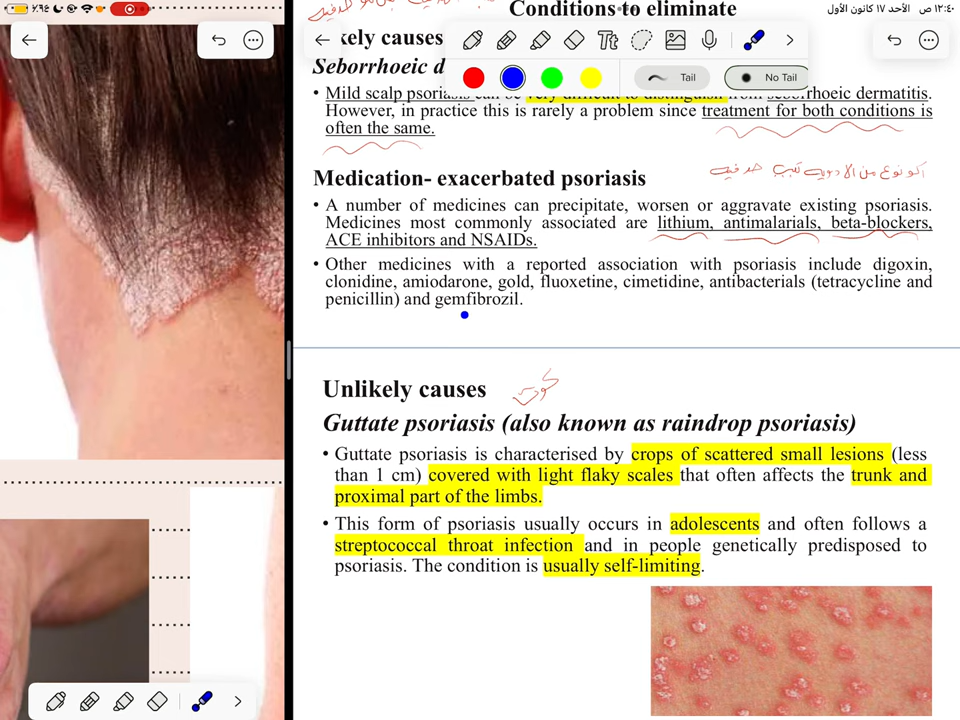 ١٢:٤٠ ص الأحد ١٧ كانون الأول
٩٤٪
Conditions to eliminate
kely causes
Tail
No Tail
Seborrhoeic d
• Mild scalp psoriasis can be very difficult to distinguish from seborrhoeic dermatitis.
However, in practice this is rarely a problem since treatment for both conditions is
often the same.
Medication- exacerbated psoriasis
اكو نوع من الادويه تسبب صدفيه
• A number of medicines can precipitate, worsen or aggravate existing psoriasis.
Medicines most commonly associated are lithium, antimalarials, beta-blockers,
ACE inhibitors and NSAIDs.
• Other medicines with a reported association with psoriasis include digoxin,
clonidine, amiodarone, gold, fluoxetine, cimetidine, antibacterials (tetracycline and
penicillin) and gemfibrozil.
Unlikely causes
Guttate psoriasis (also known as raindrop psoriasis)
• Guttate psoriasis is characterised by crops of scattered small lesions (less
than 1 cm) covered with light flaky scales that often affects the trunk and
proximal part of the limbs.
• This form of psoriasis usually occurs in adolescents and often follows a
streptococcal throat infection and in people genetically predisposed to
psoriasis. The condition is usually self-limiting.